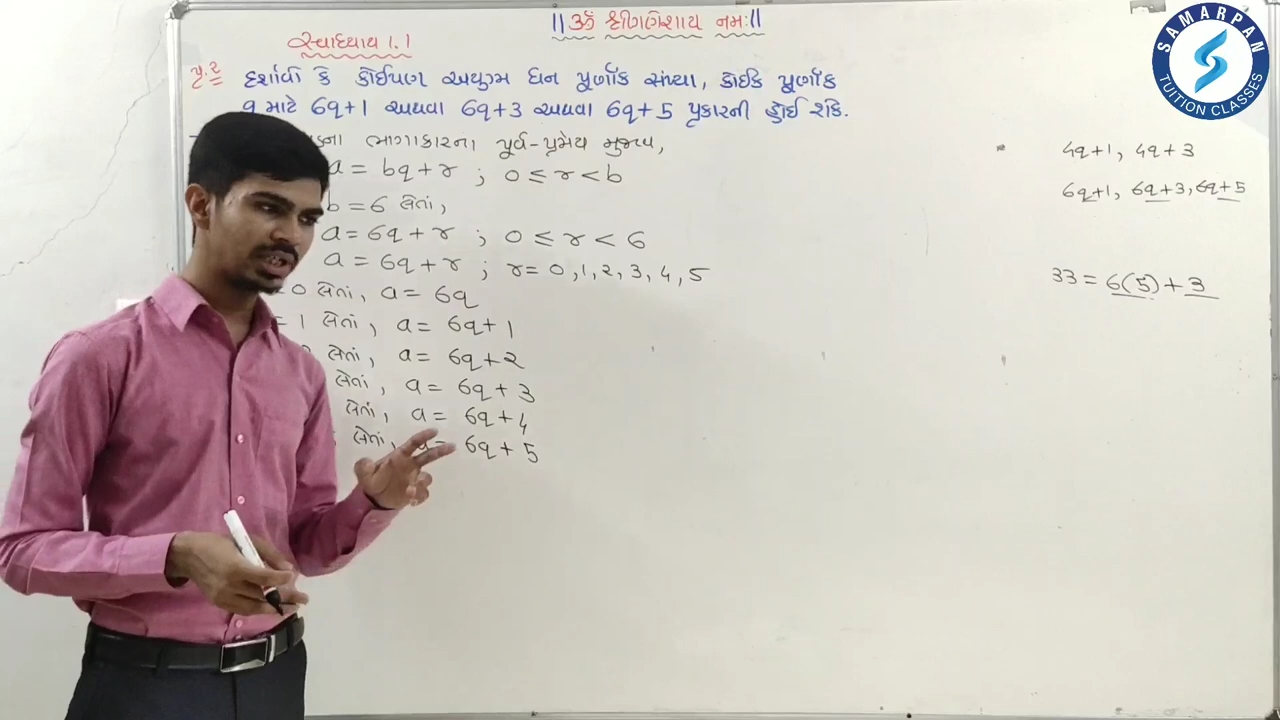 ||ૐ શ્રીગણેશાય નમઃ||
સ્વાધ્યાય 1.1
પ્ર.2 દર્શાવો કે કોઈપણ અયુગ્મ ધન પૂર્ણાંક સંખ્યા, કોઈક પૂર્ણાંક
q માટે 6q+1 અથવા 6q+3 અથવા 6q+5 પ્રકારની હોઈ શકે.
ભાગાકારના પૂર્વ-પ્રમેય મુજબ,
a = bq+r ; 0 ≤ r < b
b = 6 લેતાં,
a = 6q + r ; 0 ≤ r < 6
a = 6q + r ; r = 0, 1, 2, 3, 4, 5
=0 લેતાં, a = 6q
= 1 લેતાં, a = 6q+1
લેતાં, a = 6q+2
લેતાં, a = 6q + 3
લેતાં, a = 6q + 4
લેતાં, a = 6q + 5
4q+1, 4q+3
6q+1, 6q+3, 6q+5
33 = 6(5) + 3
SAMARPAN
TUITION CLASSES